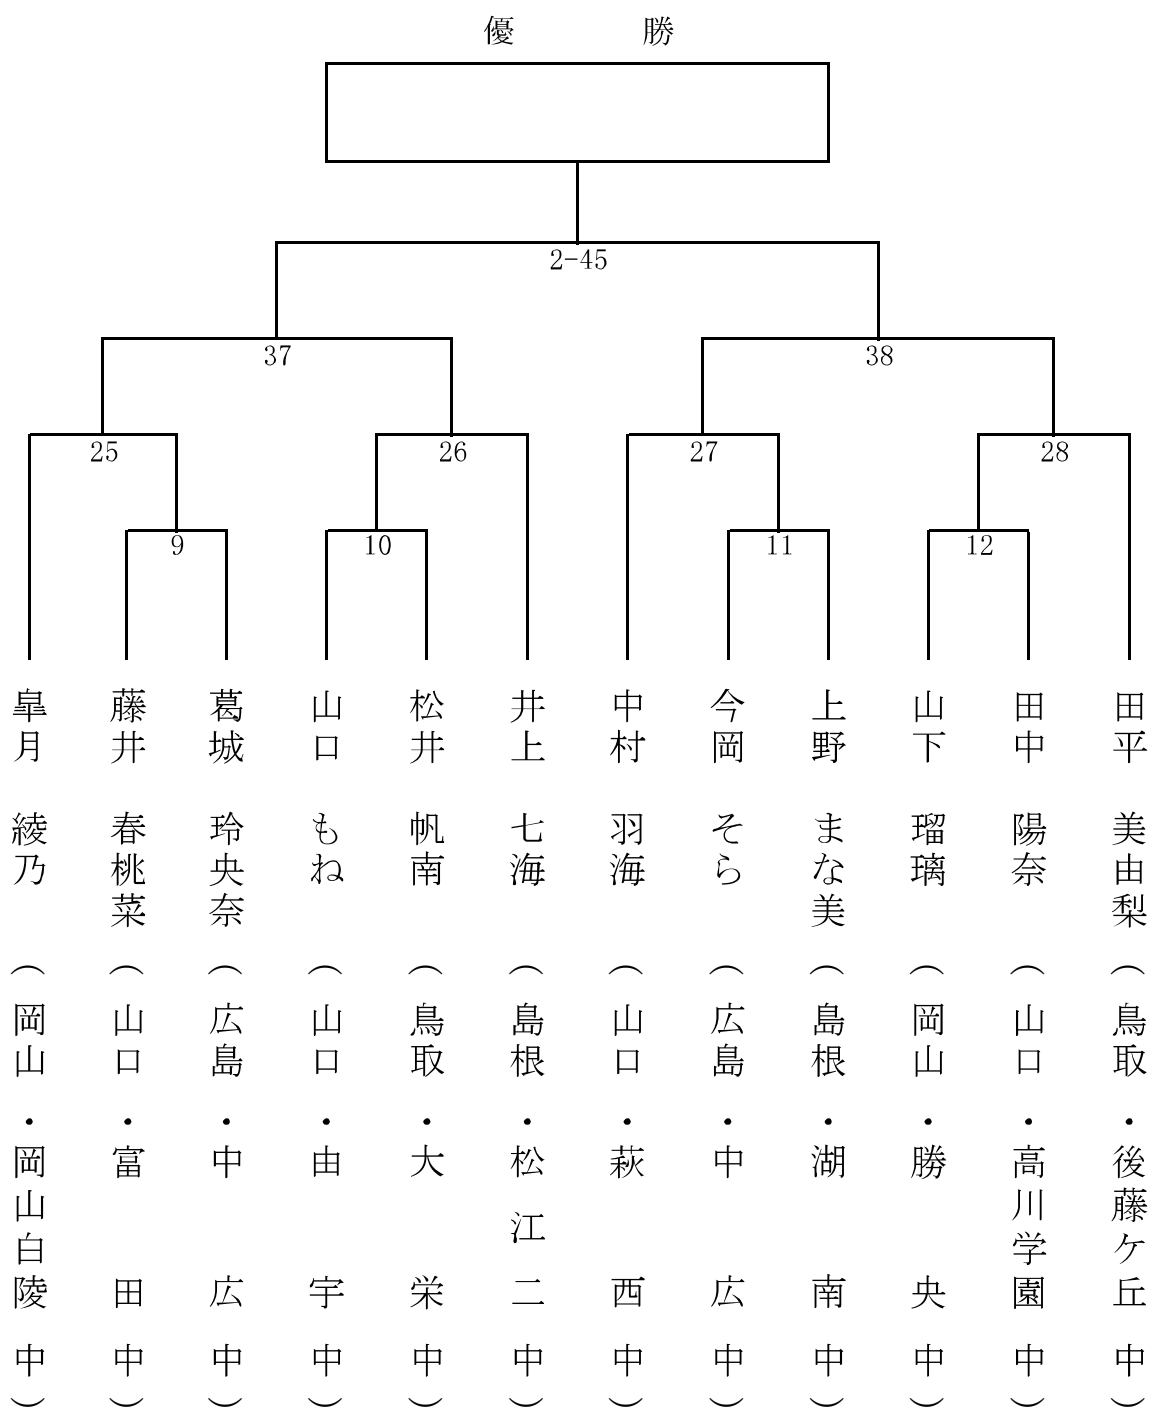 優勝
2-45
37
38
25
26
27
28
9
10
11
12
皐月 綾乃 (岡山・岡山白陵中)
藤井 春桃菜 (山口・富田中)
葛城 玲央奈 (広島・中広中)
山口 もね (山口・由宇中)
松井 帆南 (鳥取・大栄中)
井上 七海 (島根・松江二中)
中村 羽海 (山口・萩西中)
今岡 そら (広島・中広中)
上野 まな美 (島根・湖南中)
山下 瑠璃 (岡山・勝央中)
田中 陽奈 (山口・高川学園中)
田平 美由梨 (鳥取・後藤ケ丘中)